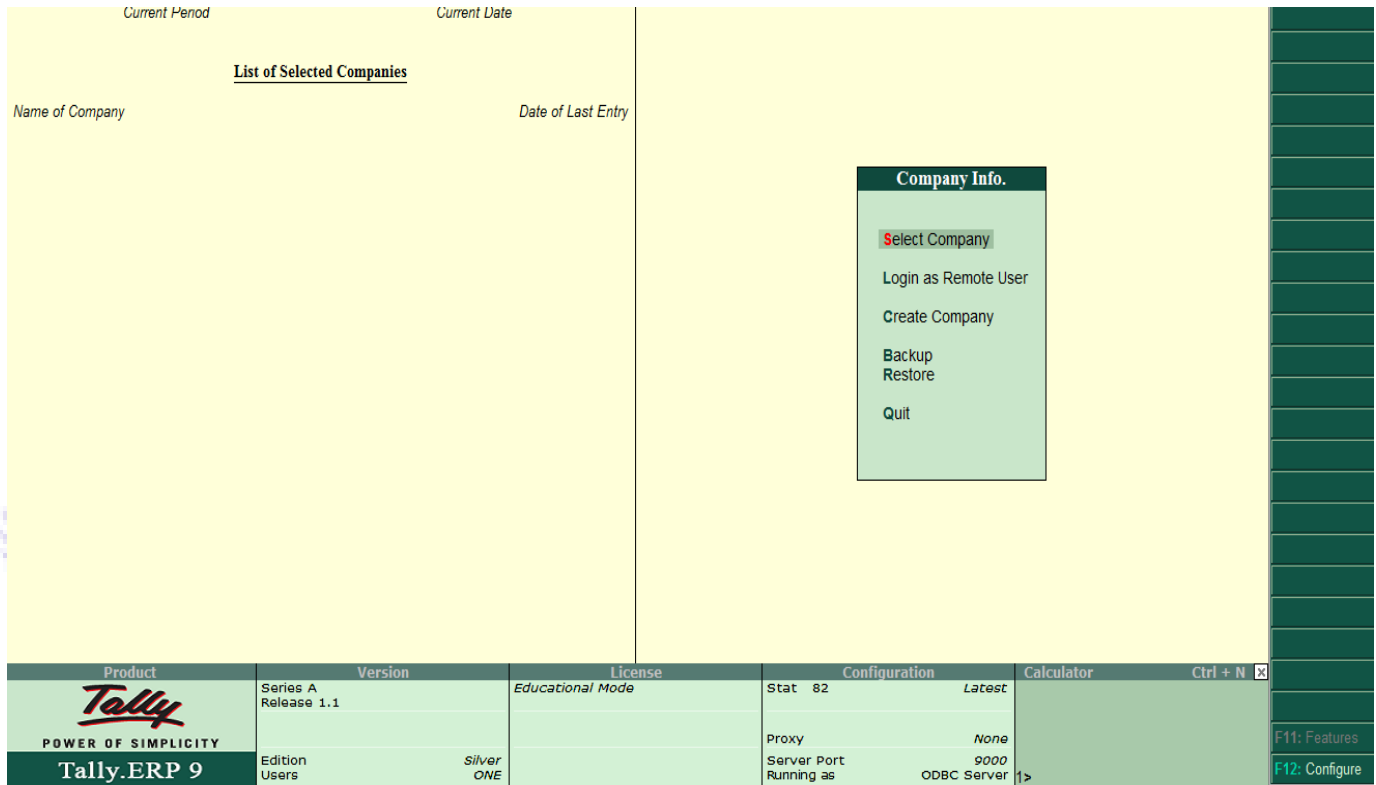 Current Period Current Date
List of Selected Companies
Name of Company Date of Last Entry
Company Info.
Select Company
Login as Remote User
Create Company
Backup
Restore
Quit
Product
Tally
POWER OF SIMPLICITY
Tally.ERP 9
Version
Series A
Release 1.1
Edition Silver
Users ONE
License
Educational Mode
Configuration
Stat 82 Latest
Proxy None
Server Port 9000
Running as ODBC Server
Calculator Ctrl + N x
1>
F11: Features
F12: Configure